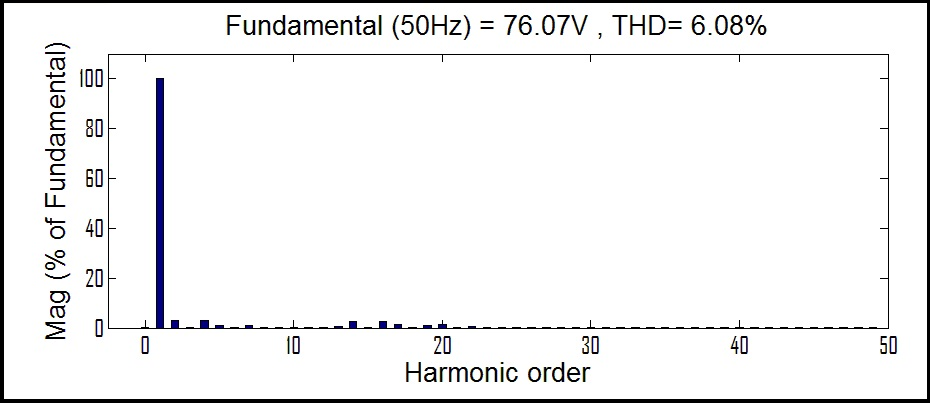 Fundamental (50Hz) = 76.07V , THD= 6.08%
Mag (% of Fundamental)
100
80
60
40
20
0
0 10 20 30 40 50
Harmonic order